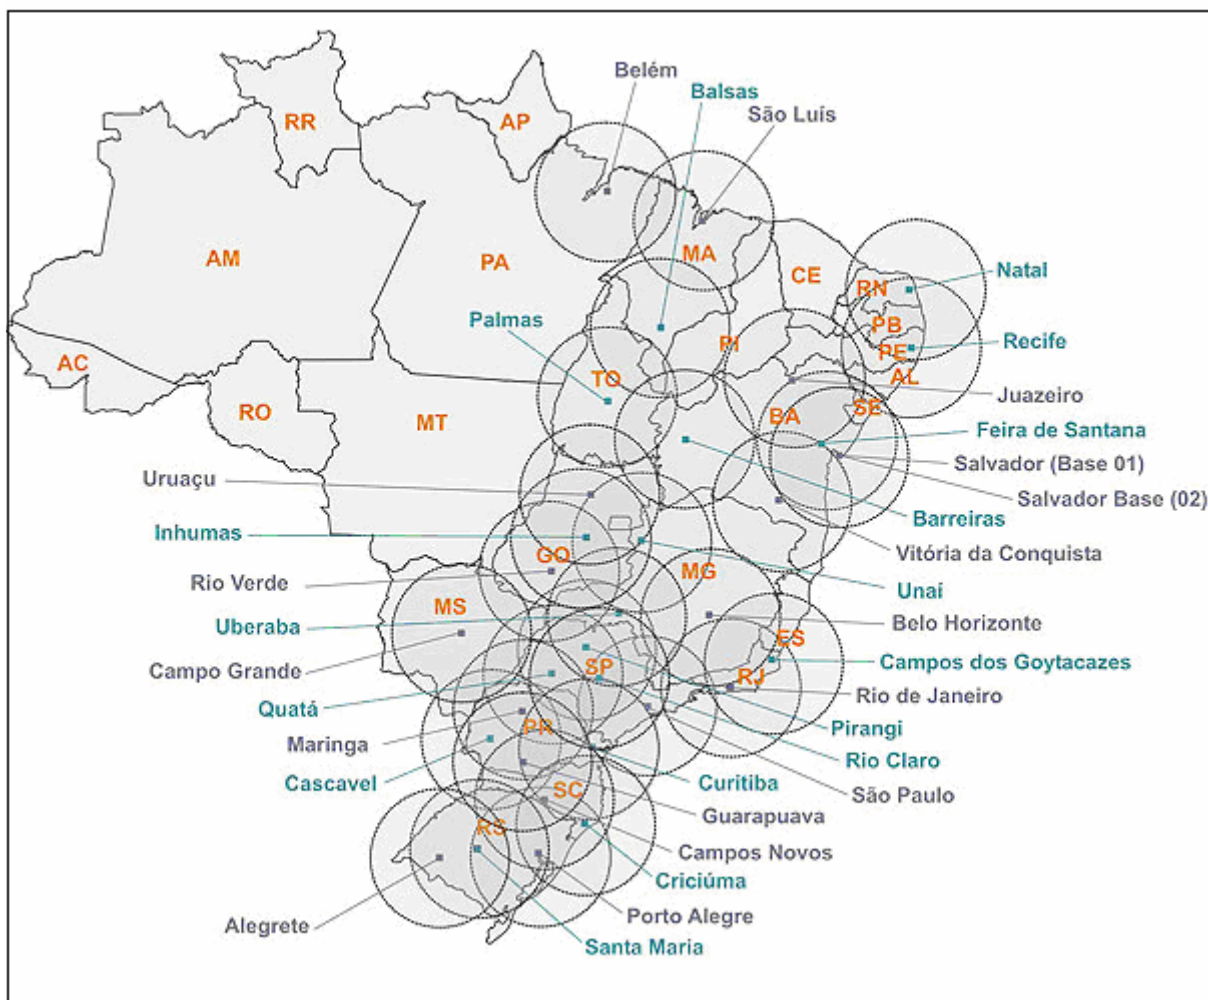 Belém
Balsas
São Luís
RR
AP
AM
PA
MA
CE
Natal
RN
Palmas
PB
Recife
PI
PE
AC
TO
AL
Juazeiro
RO
MT
BA
SE
Feira de Santana
Salvador (Base 01)
Uruaçu
Salvador Base (02)
Barreiras
Inhumas
GO
Vitória da Conquista
Rio Verde
MG
Unaí
MS
Uberaba
Belo Horizonte
ES
Campo Grande
SP
Campos dos Goytacazes
RJ
Rio de Janeiro
Quatá
Pirangi
PR
Maringa
Rio Claro
Cascavel
Curitiba
SC
São Paulo
Guarapuava
RS
Campos Novos
Criciúma
Alegrete
Porto Alegre
Santa Maria